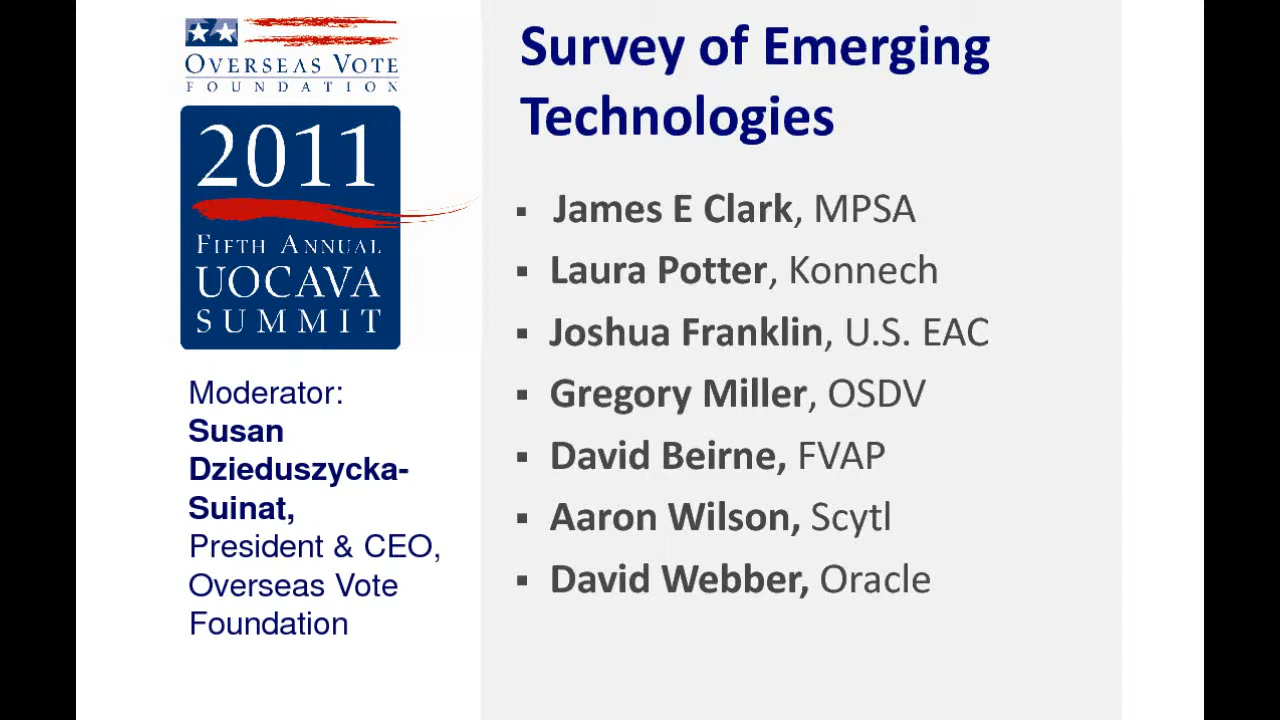 OVERSEAS VOTE
FOUNDATION
2011
FIFTH ANNUAL
UOCAVA
SUMMIT
Moderator:
Susan
Dzieduszycka-
Suinat,
President & CEO,
Overseas Vote
Foundation
Survey of Emerging
Technologies
▪ James E Clark, MPSA
▪ Laura Potter, Konnech
▪ Joshua Franklin, U.S. EAC
▪ Gregory Miller, OSDV
▪ David Beirne, FVAP
▪ Aaron Wilson, Scytl
▪ David Webber, Oracle